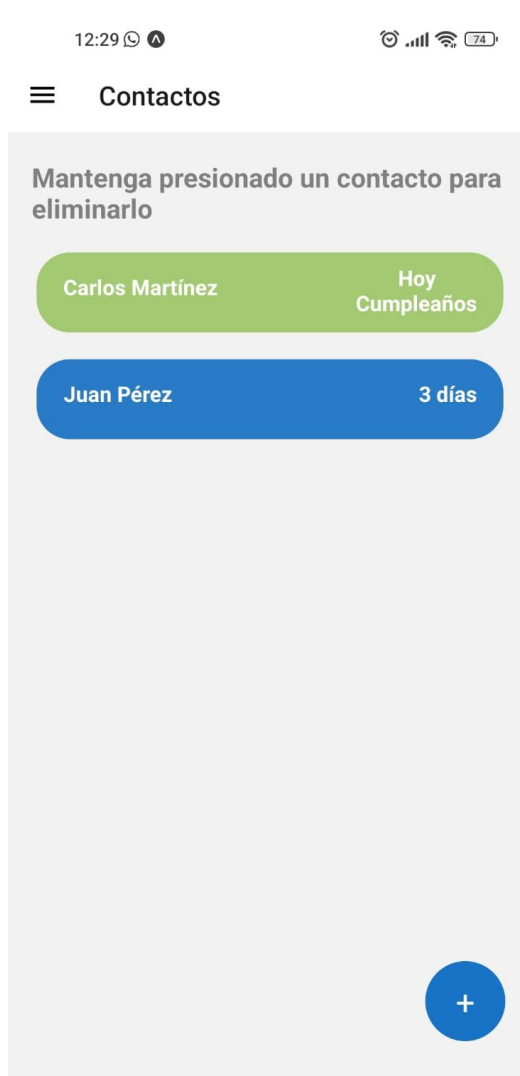 12:29
74
Contactos
Mantenga presionado un contacto para
eliminarlo
Carlos Martínez
Hoy
Cumpleaños
Juan Pérez
3 días
+